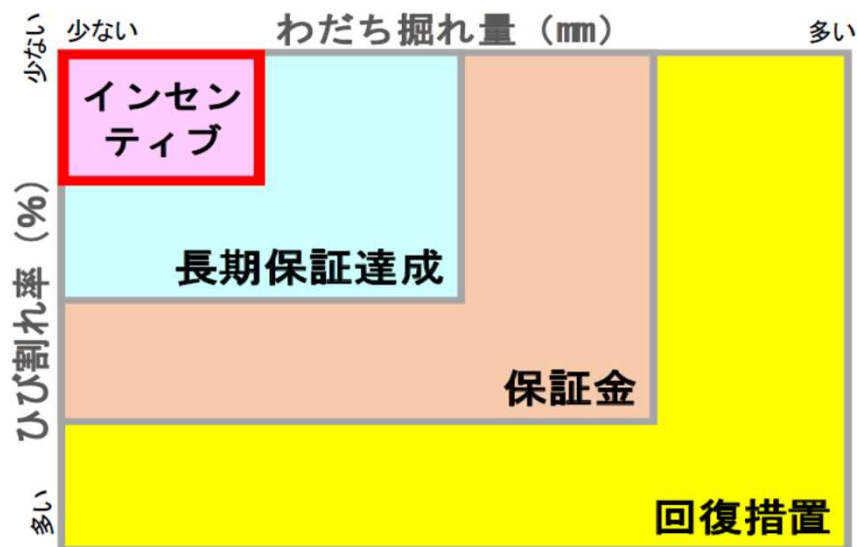 少ない わだち掘れ量（㎜） 多い
少ない
ひび割れ率（%）
多い
インセン
ティブ
長期保証達成
保証金
回復措置